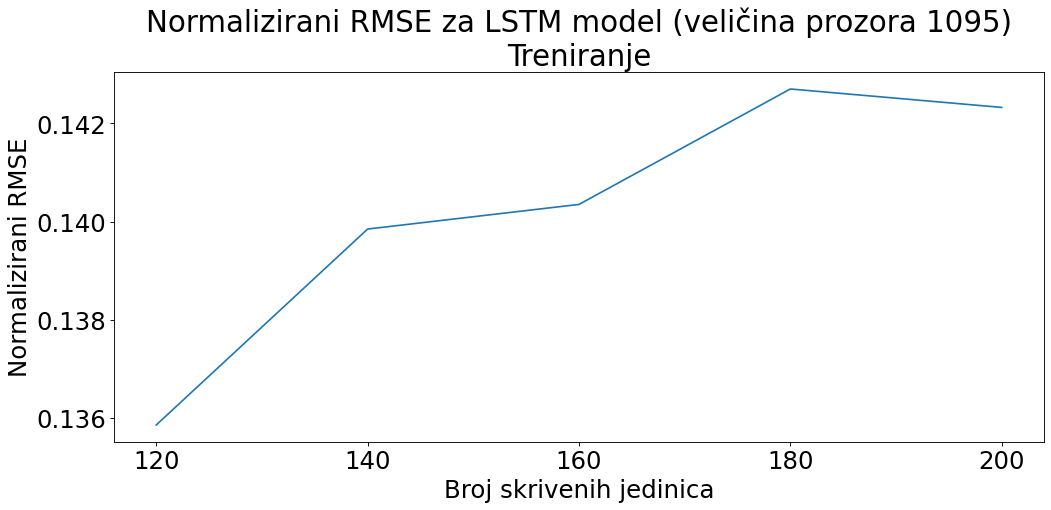 Normalizirani RMSE za LSTM model (veličina prozora 1095)
Treniranje
Normalizirani RMSE
0.142
0.140
0.138
0.136
120 140 160 180 200
Broj skrivenih jedinica